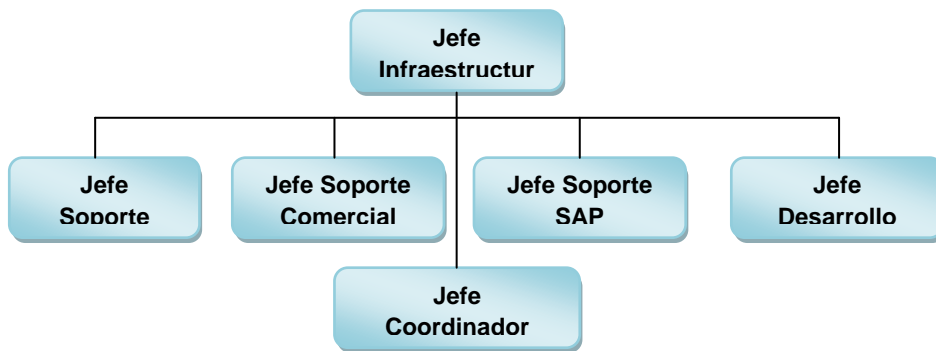 Jefe
Infraestructur
Jefe
Soporte
Jefe Soporte
Comercial
Jefe Soporte
SAP
Jefe
Desarrollo
Jefe
Coordinador